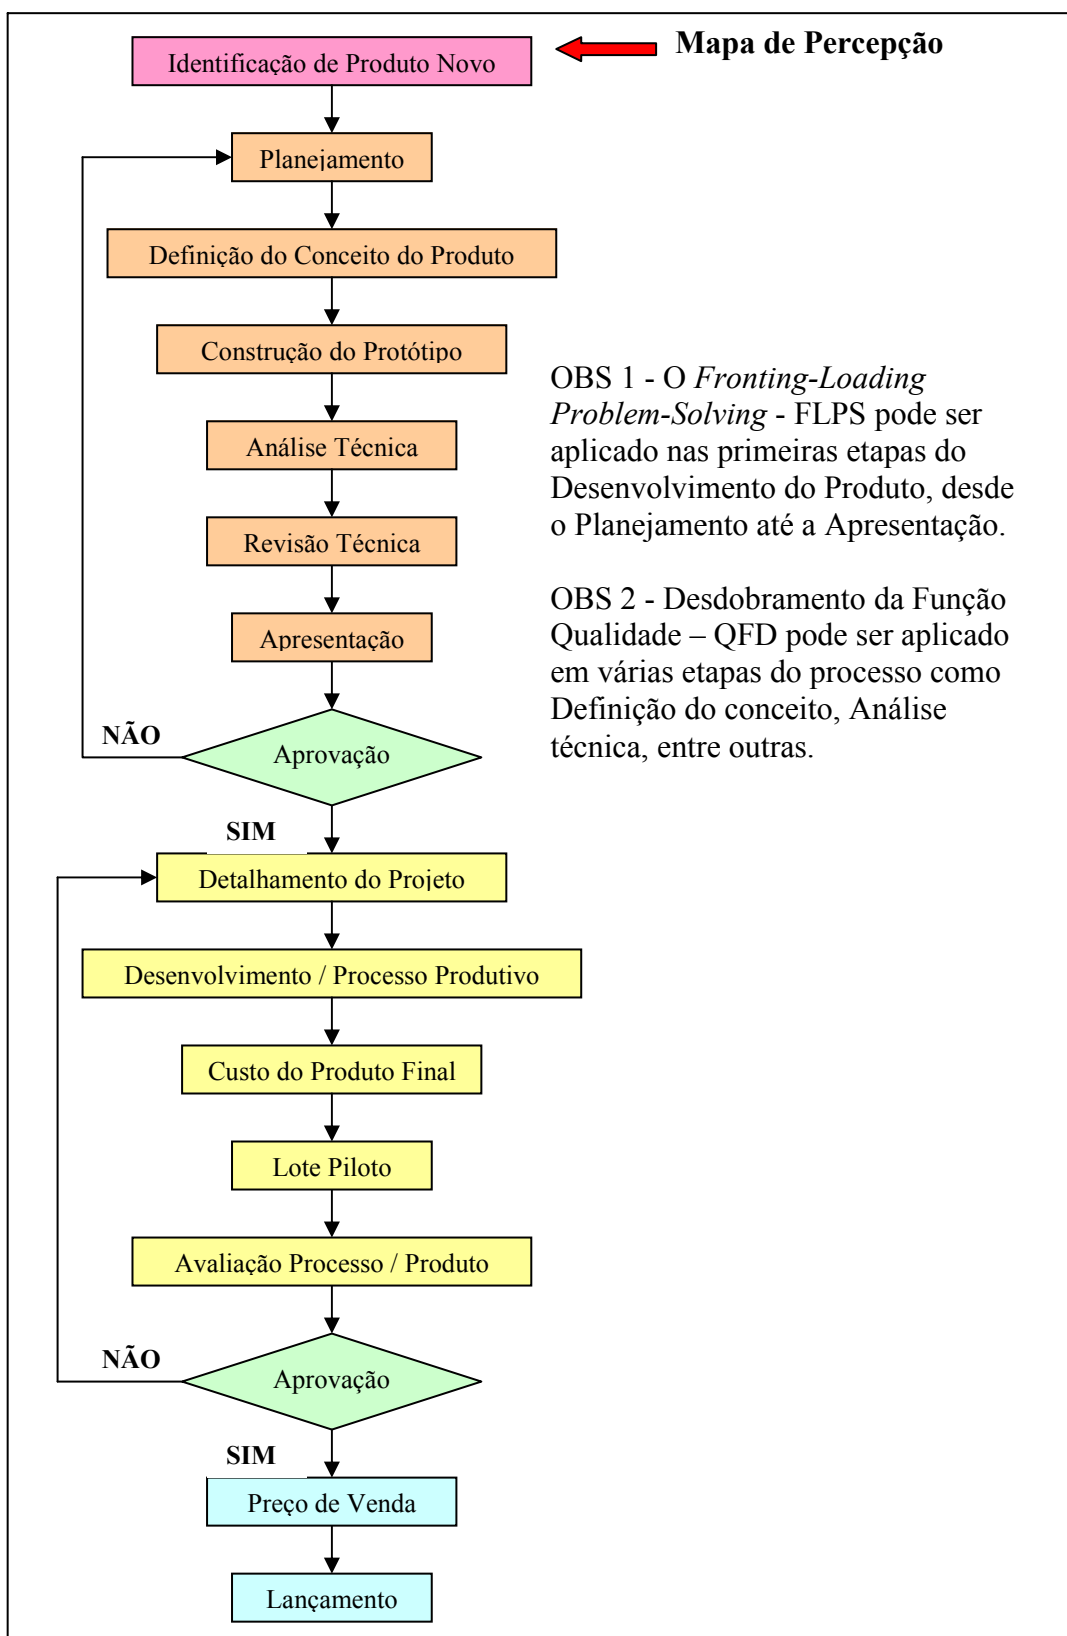 Mapa de Percepção
Identificação de Produto Novo
Planejamento
Definição do Conceito do Produto
Construção do Protótipo
Análise Técnica
Revisão Técnica
Apresentação
OBS 1 - O Fronting-Loading
Problem-Solving - FLPS pode ser
aplicado nas primeiras etapas do
Desenvolvimento do Produto, desde
o Planejamento até a Apresentação.
OBS 2 - Desdobramento da Função
Qualidade – QFD pode ser aplicado
em várias etapas do processo como
Definição do conceito, Análise
técnica, entre outras.
NÃO
Aprovação
SIM
Detalhamento do Projeto
Desenvolvimento / Processo Produtivo
Custo do Produto Final
Lote Piloto
Avaliação Processo / Produto
NÃO
Aprovação
SIM
Preço de Venda
Lançamento